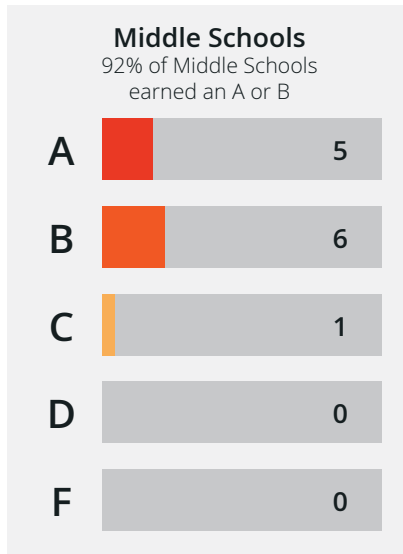 Middle Schools
92% of Middle Schools
earned an A or B
A 5
B 6
C 1
D 0
F 0